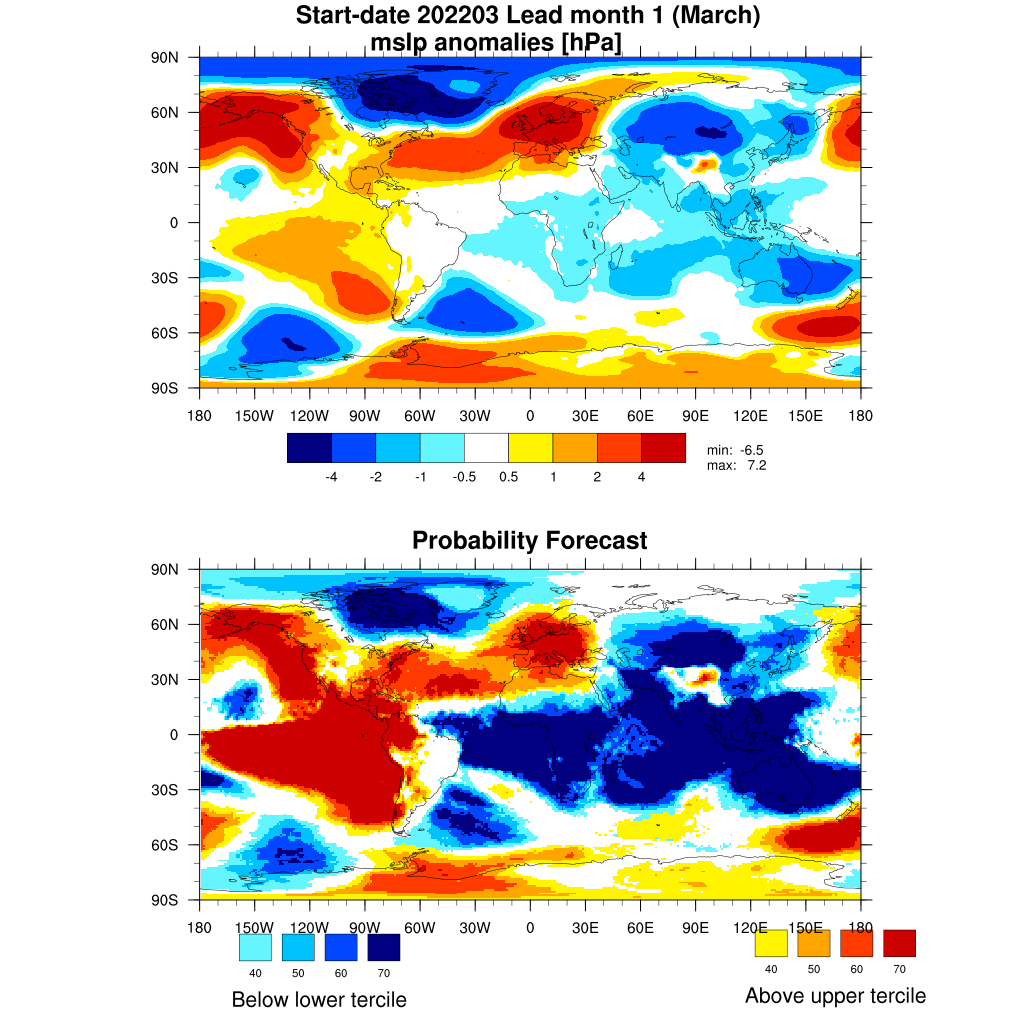 Start-date 202203 Lead month 1 (March)
mslp anomalies [hPa]
90N
60N
30N
0
30S
60S
90S
180 150W 120W 90W 60W 30W 0 30E 60E 90E 120E 150E 180
-4 -2 -1 -0.5 0.5 1 2 4
min: -6.5
max: 7.2
Probability Forecast
90N
60N
30N
0
30S
60S
90S
180 150W 120W 90W 60W 30W 0 30E 60E 90E 120E 150E 180
40 50 60 70
Below lower tercile
40 50 60 70
Above upper tercile